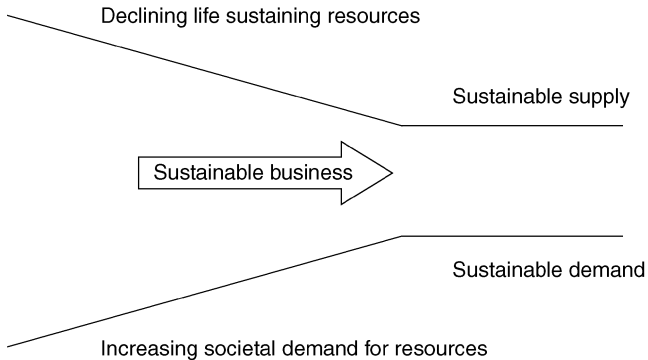 Declining life sustaining resources
Sustainable supply
Sustainable business
Sustainable demand
Increasing societal demand for resources